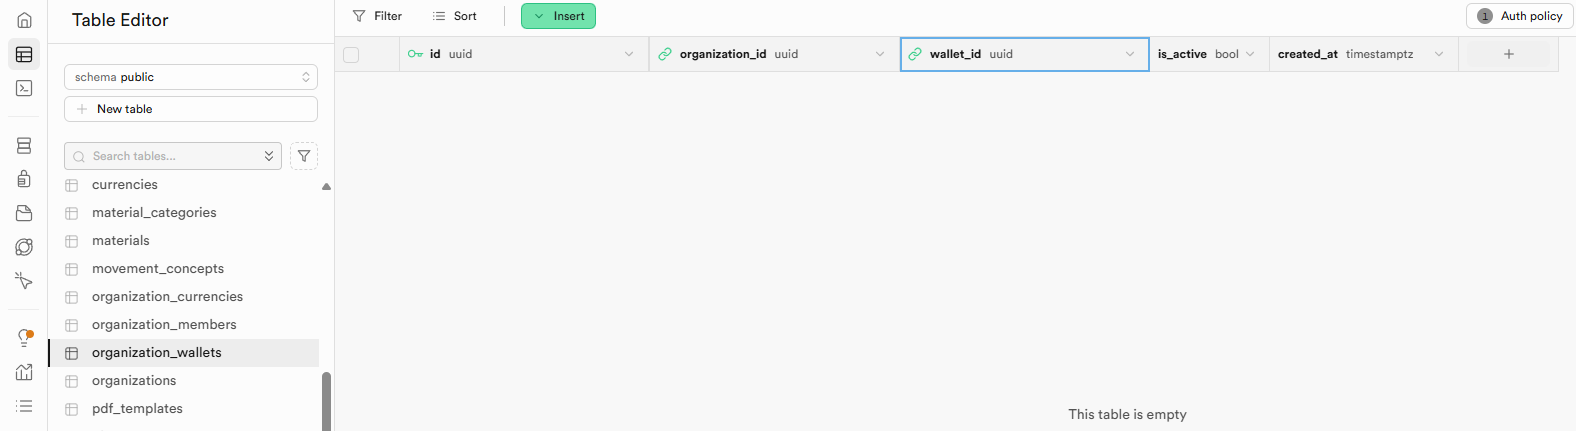 Table Editor
schema public
New table
Search tables...
currencies
material_categories
materials
movement_concepts
organization_currencies
organization_members
organization_wallets
organizations
pdf_templates
Filter Sort Insert 1 Auth policy
id uuid organization_id uuid wallet_id uuid is_active bool created_at timestamptz +
This table is empty